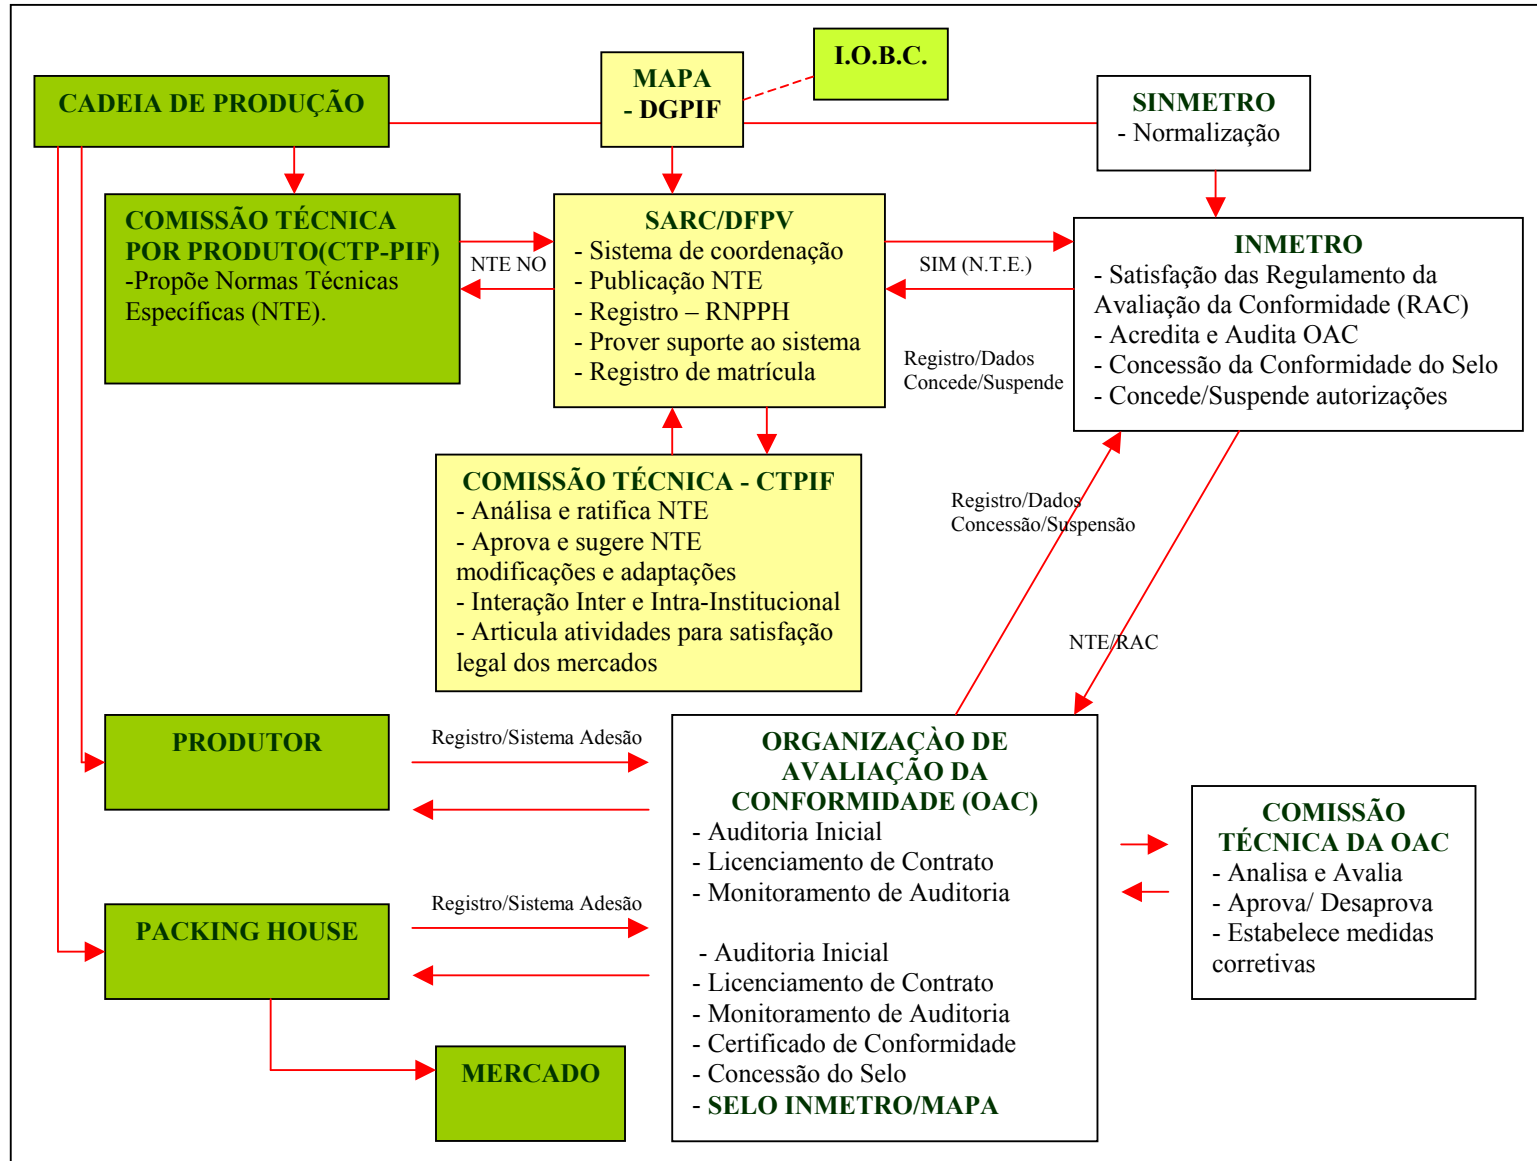 I.O.B.C.
MAPA
- DGPIF
CADEIA DE PRODUÇÃO
SINMETRO
- Normalização
COMISSÃO TÉCNICA
POR PRODUTO(CTP-PIF)
-Propõe Normas Técnicas
Específicas (NTE).
NTE NO
SARC/DFPV
- Sistema de coordenação
- Publicação NTE
- Registro – RNPPH
- Prover suporte ao sistema
- Registro de matrícula
SIM (N.T.E.)
Registro/Dados
Concede/Suspende
INMETRO
- Satisfação das Regulamento da
Avaliação da Conformidade (RAC)
- Acredita e Audita OAC
- Concessão da Conformidade do Selo
- Concede/Suspende autorizações
COMISSÃO TÉCNICA - CTPIF
- Análisa e ratifica NTE
- Aprova e sugere NTE
modificações e adaptações
- Interação Inter e Intra-Institucional
- Articula atividades para satisfação
legal dos mercados
Registro/Dados
Concessão/Suspensão
NTE/RAC
PRODUTOR
Registro/Sistema Adesão
ORGANIZAÇÀO DE
AVALIAÇÃO DA
CONFORMIDADE (OAC)
- Auditoria Inicial
- Licenciamento de Contrato
- Monitoramento de Auditoria
- Auditoria Inicial
- Licenciamento de Contrato
- Monitoramento de Auditoria
- Certificado de Conformidade
- Concessão do Selo
- SELO INMETRO/MAPA
COMISSÃO
TÉCNICA DA OAC
- Analisa e Avalia
- Aprova/ Desaprova
- Estabelece medidas
corretivas
PACKING HOUSE
Registro/Sistema Adesão
MERCADO